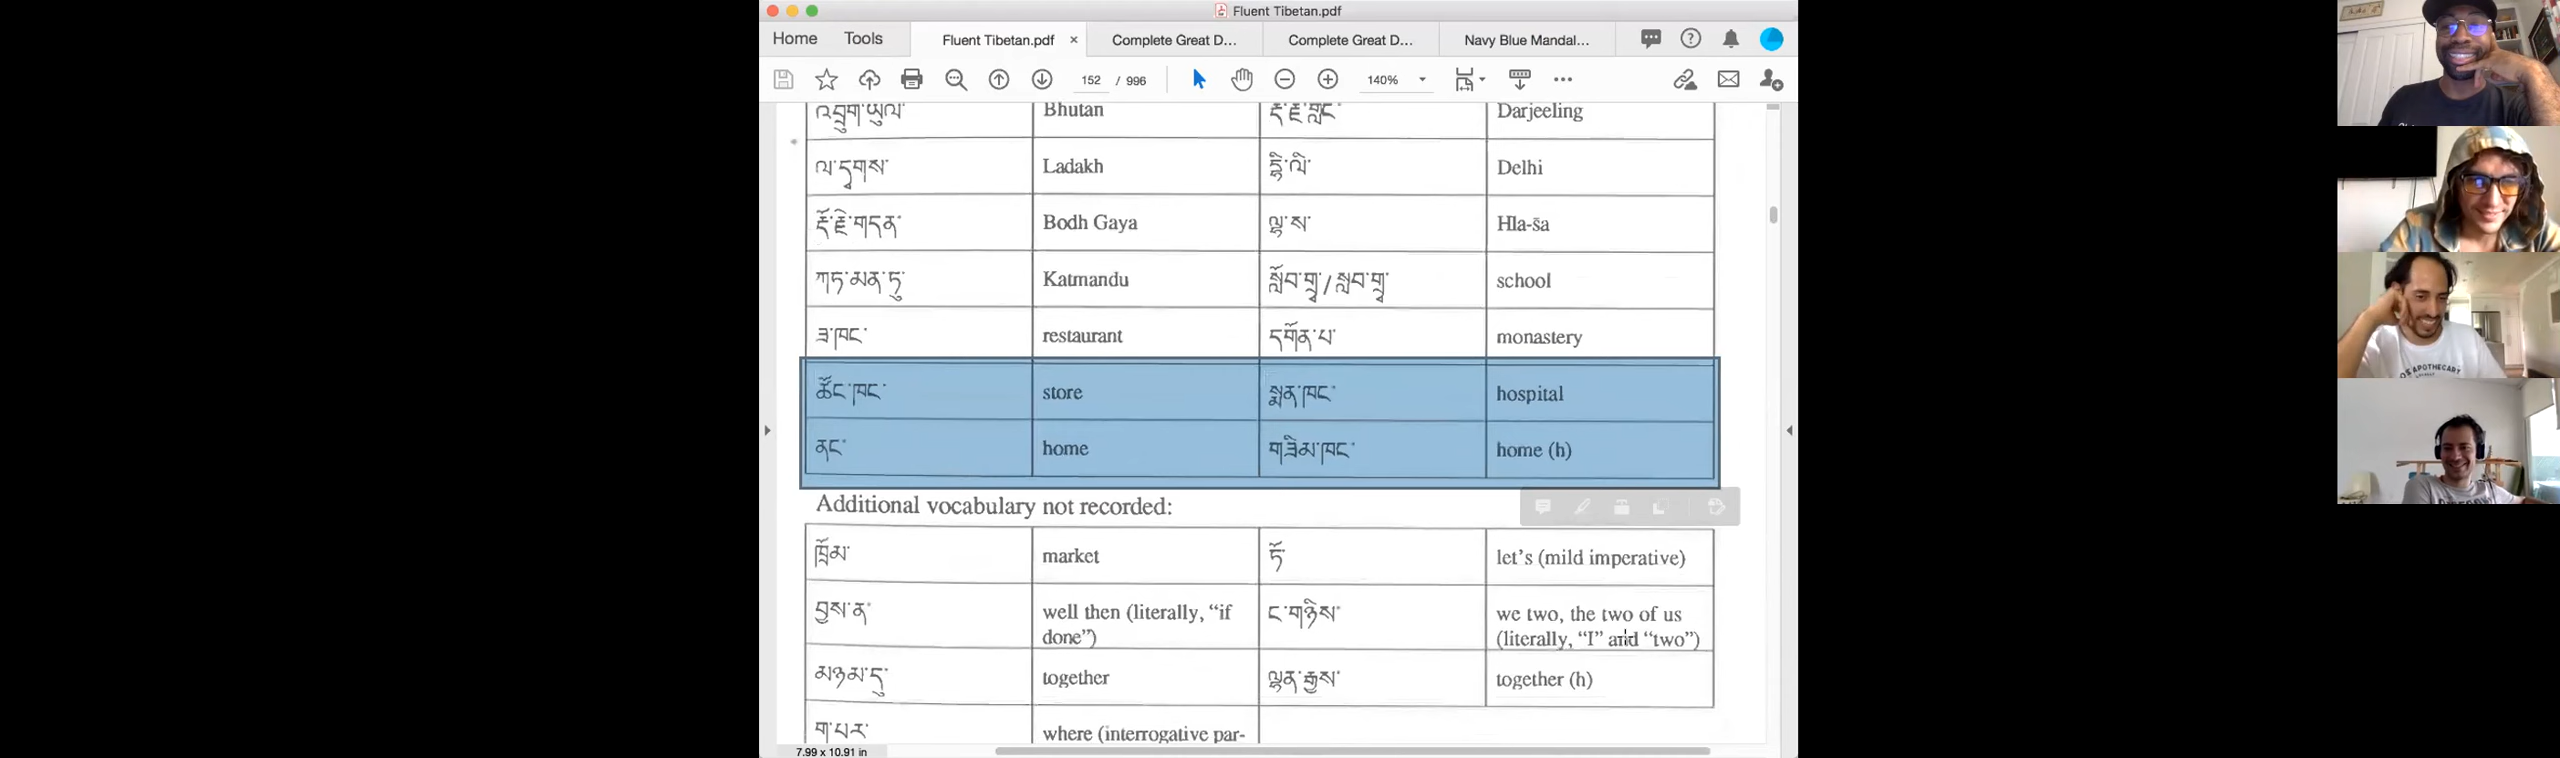 Fluent Tibetan.pdf
Home Tools Fluent Tibetan.pdf × Complete Great D... Complete Great D... Navy Blue Mandal...
152 / 996 140%
འབྲུག་ཡུལ་ Bhutan རྡོ་རྗེ་གླིང་ Darjeeling
ལ་དྭགས་ Ladakh Delhi
རྡོ་རྗེ་གདན་ Bodh Gaya ལྷ་ས་ Hla-s̄a
ཀཏ་མན་ཏུ་ Katmandu སློབ་གྲྭ་ / སླབ་གྲྭ་ school
ཟ་ཁང་ restaurant དགོན་པ་ monastery
ཚོང་ཁང་ store སྨན་ཁང་ hospital
ནང་ home གཟིམ་ཁང་ home (h)
Additional vocabulary not recorded:
ཁྲོམ་ market ཏོ་ let's (mild imperative)
བྱས་ན་ well then (literally, “if ང་གཉིས་ we two, the two of us
done”) (literally, “I” and “two”)
མཉམ་དུ་ together ལྷན་རྒྱས་ together (h)
ག་པར་ where (interrogative par-
7.99 x 10.91 in
APOTHECARY